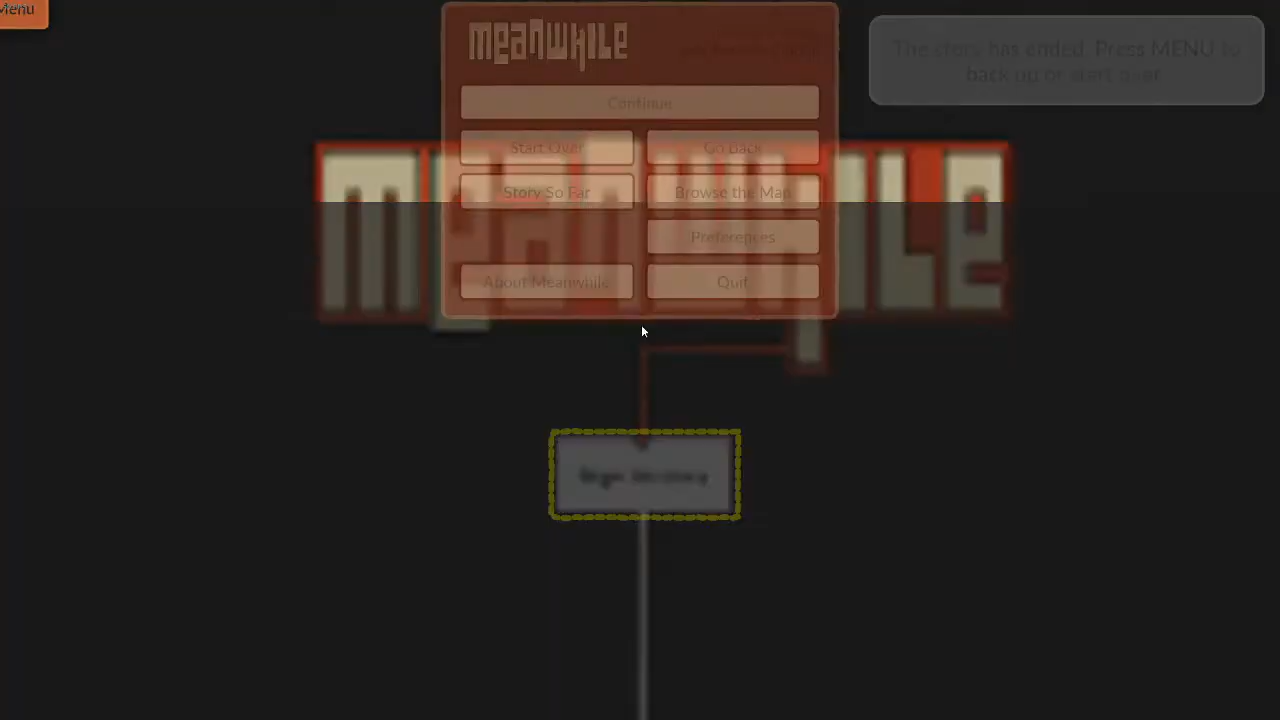 Menu
meanwhile
The story has ended. Press MENU to
back up or start over.
Continue
Start Over
Go Back
Story So Far
Browse the Map
Preferences
About Meanwhile
Quit
meanwhile